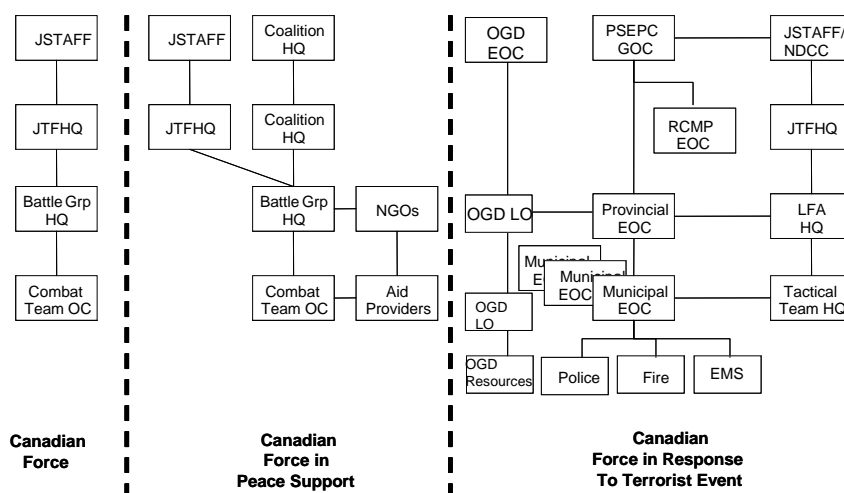 JSTAFF
JTFHQ
Battle Grp
HQ
Combat
Team OC
Canadian
Force
JSTAFF
Coalition
HQ
JTFHQ
Coalition
HQ
Battle Grp
HQ
NGOs
Combat
Team OC
Aid
Providers
Canadian
Force in
Peace Support
OGD
EOC
PSEPC
GOC
JSTAFF/
NDCC
RCMP
EOC
JTFHQ
OGD LO
Provincial
EOC
LFA
HQ
Municipal
EOC
Municipal
EOC
Municipal
EOC
OGD
LO
Tactical
Team HQ
OGD
Resources
Police
Fire
EMS
Canadian
Force in Response
To Terrorist Event